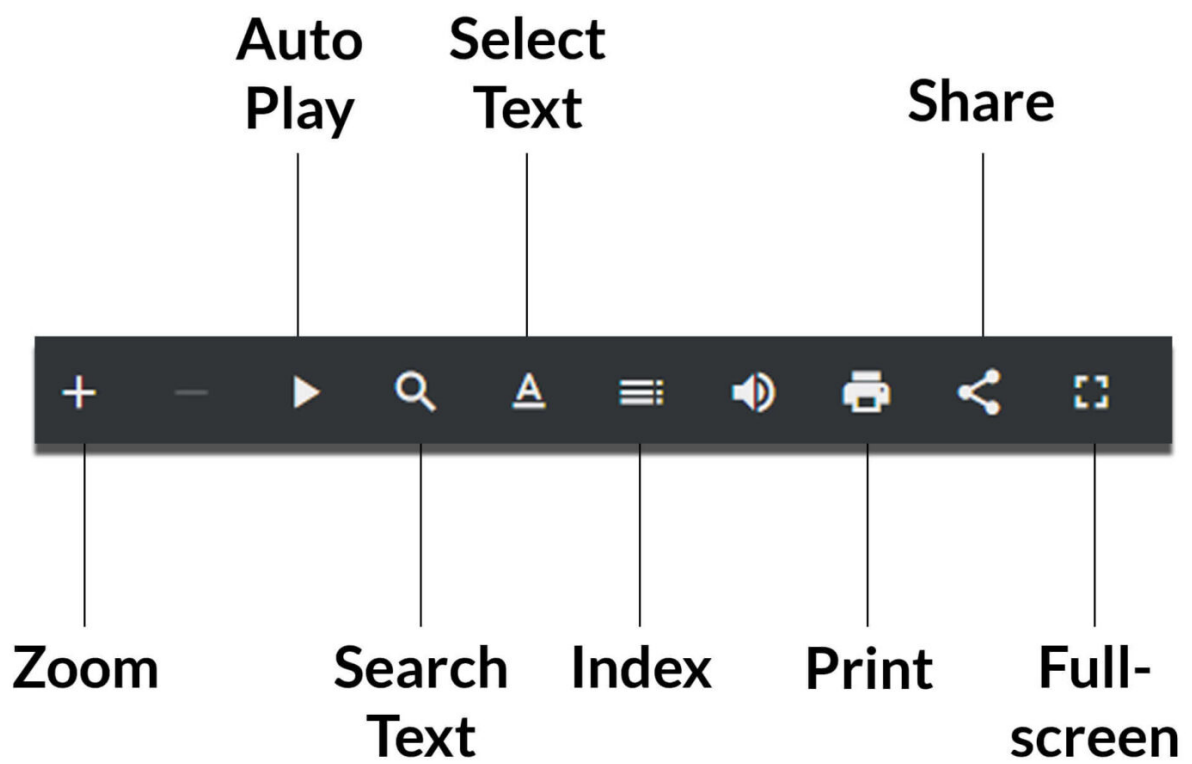 Auto
Play
Select
Text
Share
A
Zoom
Search
Text
Index
Print
Full-
screen